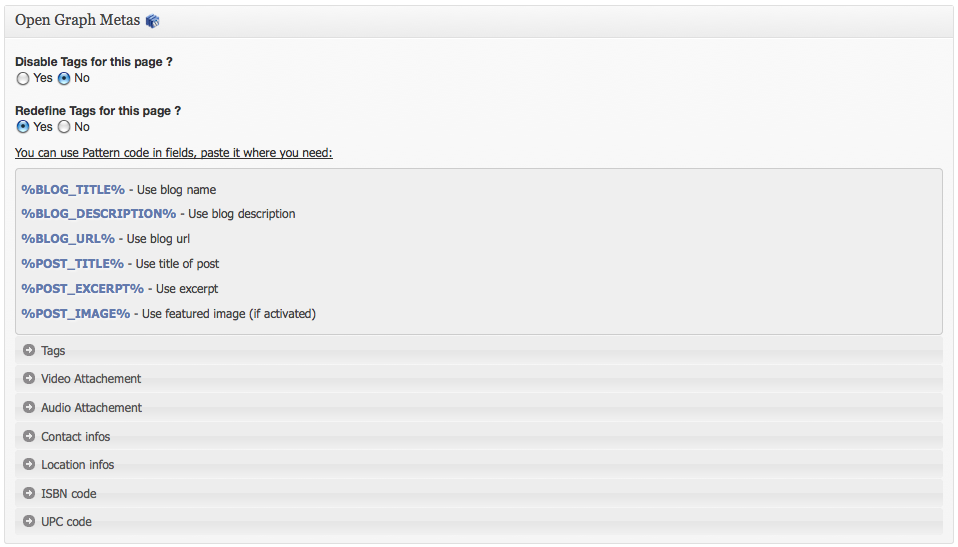 Open Graph Metas
Disable Tags for this page ?
Yes No
Redefine Tags for this page ?
Yes No
You can use Pattern code in fields, paste it where you need:
%BLOG_TITLE% - Use blog name
%BLOG_DESCRIPTION% - Use blog description
%BLOG_URL% - Use blog url
%POST_TITLE% - Use title of post
%POST_EXCERPT% - Use excerpt
%POST_IMAGE% - Use featured image (if activated)
Tags
Video Attachement
Audio Attachement
Contact infos
Location infos
ISBN code
UPC code